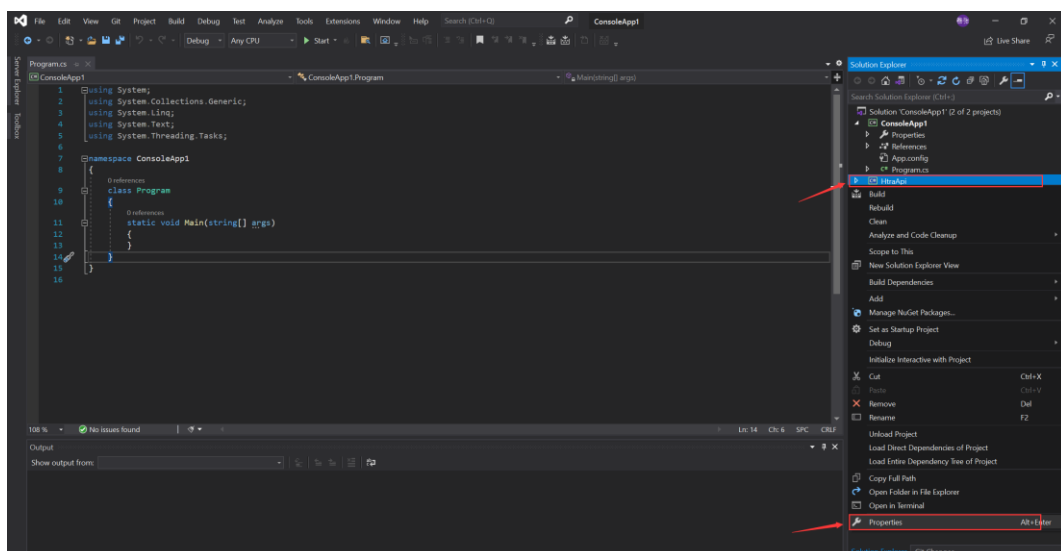 File Edit View Git Project Build Debug Test Analyze Tools Extensions Window Help Search (Ctrl+Q) ConsoleApp1
Debug Any CPU Start Live Share
Server Explorer
Toolbox
Program.cs
ConsoleApp1 ConsoleApp1.Program Main(string[] args)
1 using System;
2 using System.Collections.Generic;
3 using System.Linq;
4 using System.Text;
5 using System.Threading.Tasks;
6
7 namespace ConsoleApp1
8 {
0 references
9 class Program
10 {
0 references
11 static void Main(string[] args)
12 {
13 }
14 }
15 }
16
108 % No issues found Ln: 14 Ch: 6 SPC CRLF
Output
Show output from:
Solution Explorer
Search Solution Explorer (Ctrl+;)
Solution 'ConsoleApp1' (2 of 2 projects)
ConsoleApp1
Properties
References
App.config
C# Program.cs
HtraApi
Build
Rebuild
Clean
Analyze and Code Cleanup
Scope to This
New Solution Explorer View
Build Dependencies
Add
Manage NuGet Packages...
Set as Startup Project
Debug
Initialize Interactive with Project
Cut Ctrl+X
Paste Ctrl+V
Remove Del
Rename F2
Unload Project
Load Direct Dependencies of Project
Load Entire Dependency Tree of Project
Copy Full Path
Open Folder in File Explorer
Open in Terminal
Properties Alt+Enter